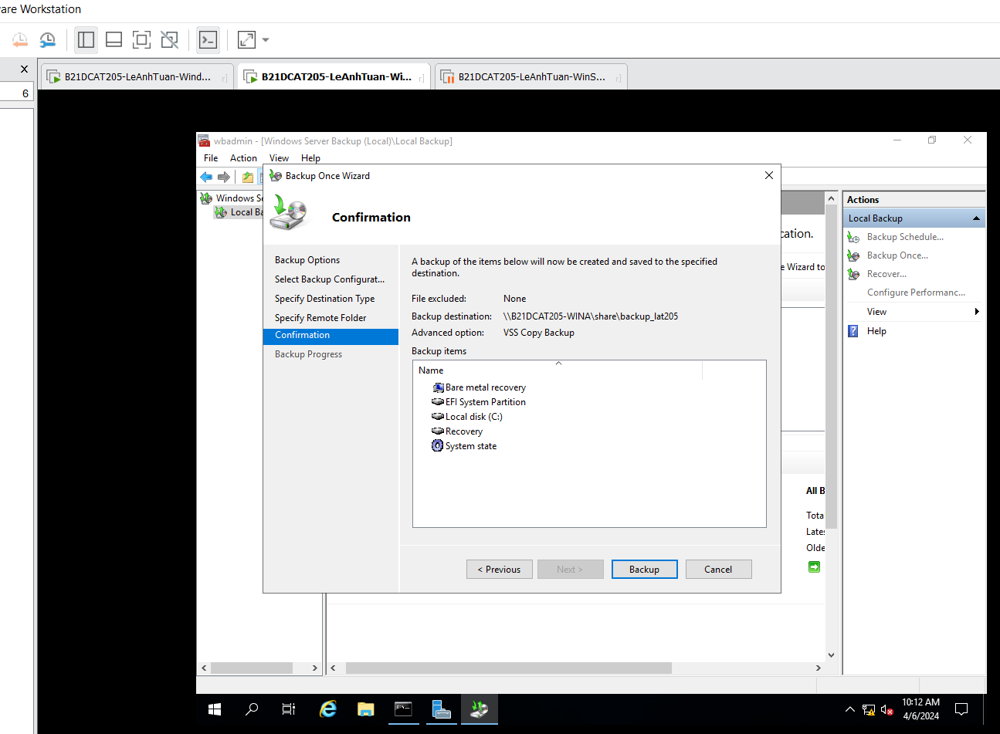 are Workstation
6
B21DCAT205-LeAnhTuan-Wind...
B21DCAT205-LeAnhTuan-Wi...
B21DCAT205-LeAnhTuan-WinS...
wbadmin - [Windows Server Backup (Local)\Local Backup]
File Action View Help
Windows Se
Local Ba
Backup Once Wizard
Confirmation
Backup Options
Select Backup Configurat...
Specify Destination Type
Specify Remote Folder
Confirmation
Backup Progress
A backup of the items below will now be created and saved to the specified
destination.
File excluded: None
Backup destination: \\B21DCAT205-WINA\share\backup_lat205
Advanced option: VSS Copy Backup
Backup items
Name
Bare metal recovery
EFI System Partition
Local disk (C:)
Recovery
System state
< Previous Next > Backup Cancel
cation.
e Wizard to
All B
Tota
Lates
Olde
Actions
Local Backup
Backup Schedule...
Backup Once...
Recover...
Configure Performanc...
View
Help
10:12 AM
4/6/2024